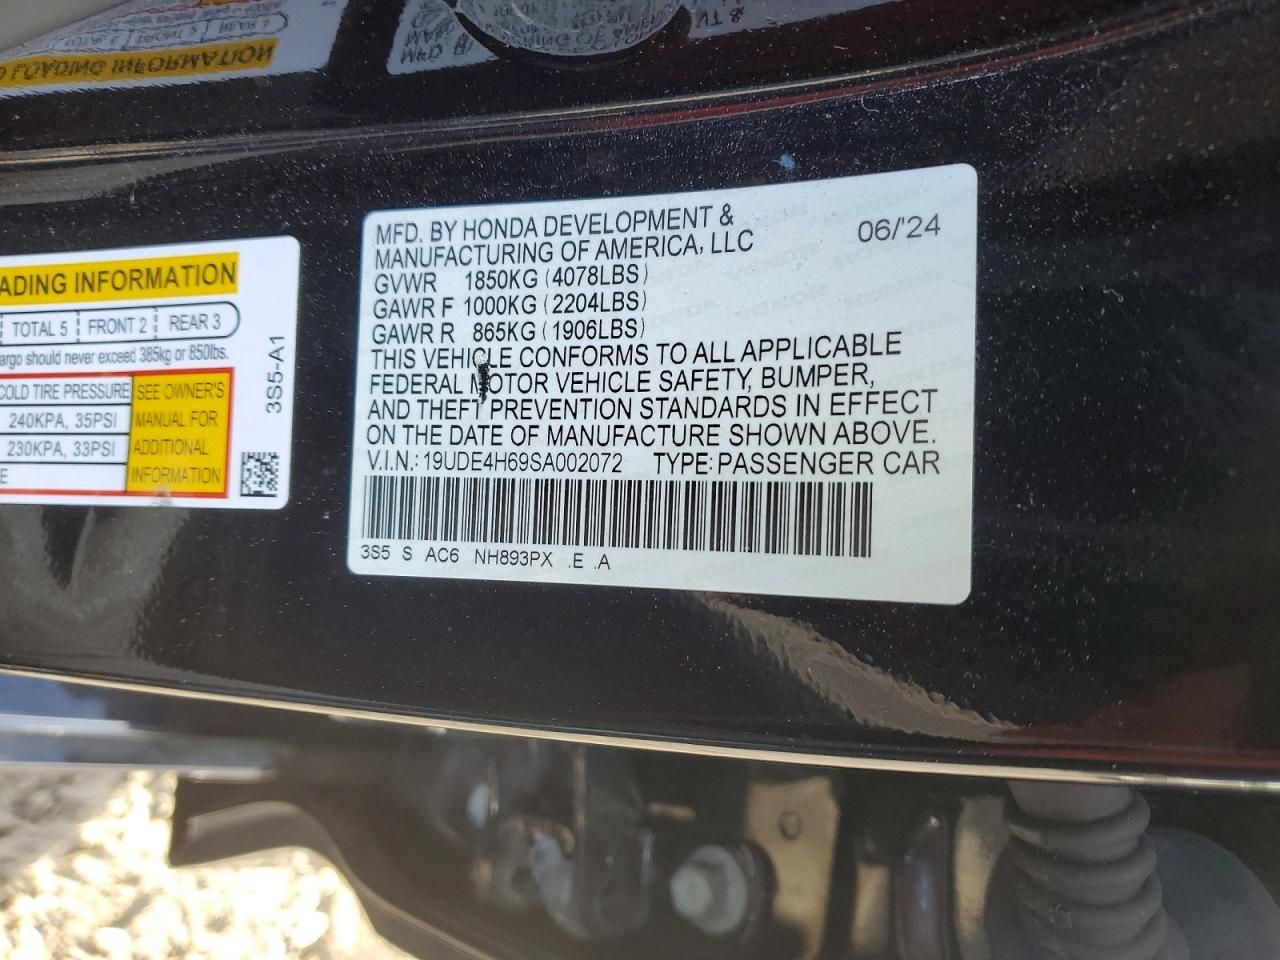 ADING INFORMATION
TOTAL 5 FRONT 2 REAR 3
argo should never exceed 385kg or 850lbs.
COLD TIRE PRESSURE
240KPA, 35PSI
230KPA, 33PSI
E
SEE OWNER'S
MANUAL FOR
ADDITIONAL
INFORMATION
3S5-A1
MFD. BY HONDA DEVELOPMENT &
MANUFACTURING OF AMERICA, LLC
06/'24
GVWR 1850KG (4078LBS)
GAWR F 1000KG (2204LBS)
GAWR R 865KG (1906LBS)
THIS VEHICLE CONFORMS TO ALL APPLICABLE
FEDERAL MOTOR VEHICLE SAFETY, BUMPER,
AND THEFT PREVENTION STANDARDS IN EFFECT
ON THE DATE OF MANUFACTURE SHOWN ABOVE.
V.I.N.: 19UDE4H69SA002072 TYPE: PASSENGER CAR
3S5 S AC6 NH893PX .E .A